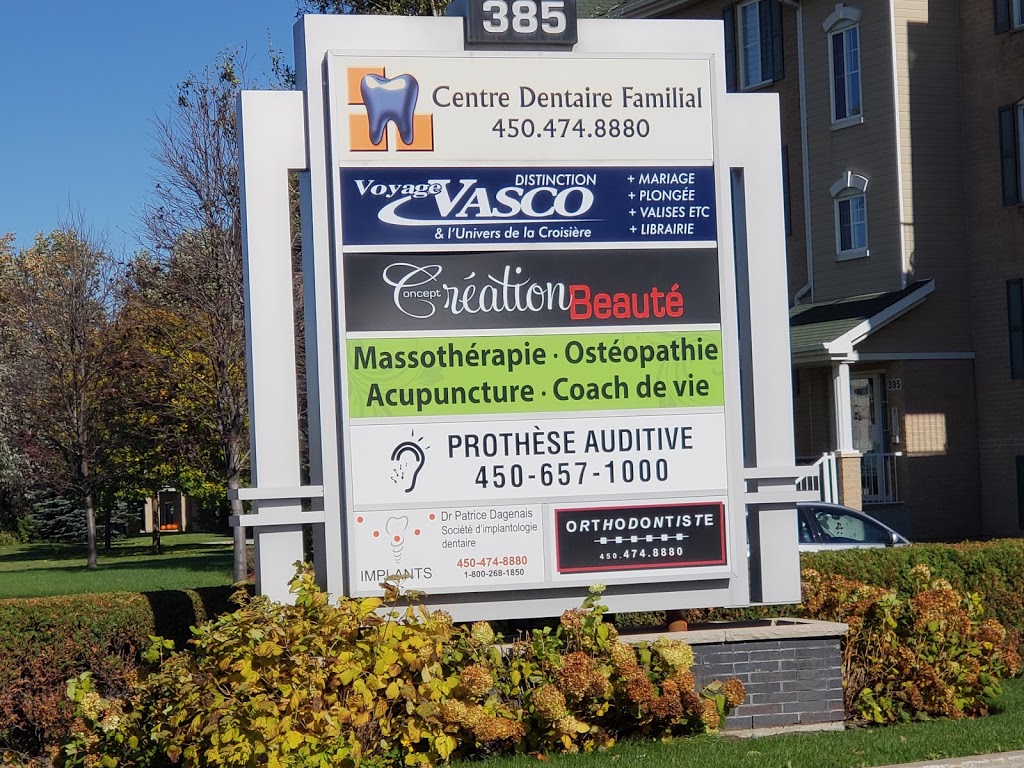 385
Centre Dentaire Familial
450.474.8880
Voyage VASCO
DISTINCTION
& l'Univers de la Croisière
+ MARIAGE
+ PLONGÉE
+ VALISES ETC
+ LIBRAIRIE
Concept Création Beauté
Massothérapie · Ostéopathie
Acupuncture · Coach de vie
PROTHÈSE AUDITIVE
450-657-1000
IMPLANTS
Dr Patrice Dagenais
Société d'implantologie
dentaire
450-474-8880
1-800-268-1850
ORTHODONTISTE
450.474.8880
395